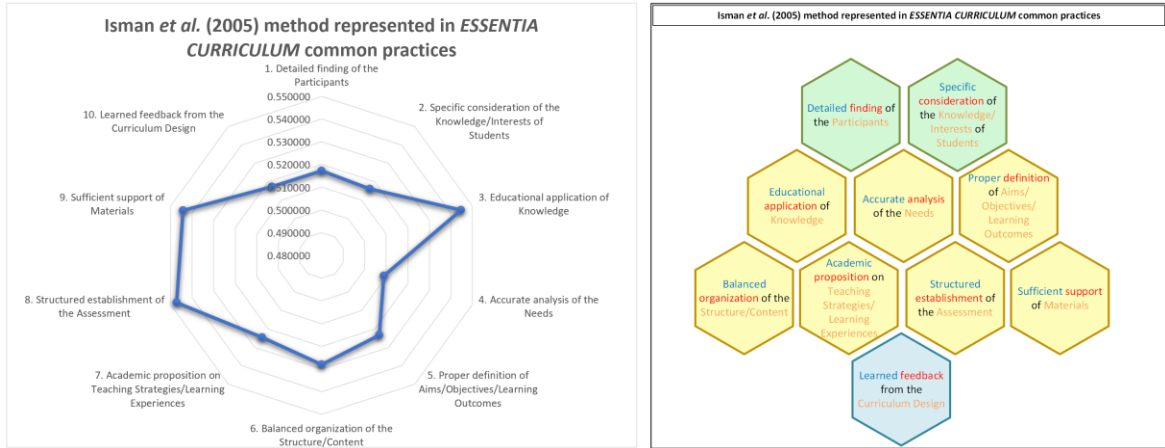 Isman et al. (2005) method represented in ESSENTIA
CURRICULUM common practices
1. Detailed finding of the
Participants
0.550000
0.540000
0.530000
0.520000
0.510000
0.500000
0.490000
0.480000
2. Specific consideration of the
Knowledge/Interests of
Students
3. Educational application of
Knowledge
4. Accurate analysis of the
Needs
5. Proper definition of
Aims/Objectives/Learning
Outcomes
6. Balanced organization of the
Structure/Content
7. Academic proposition on
Teaching Strategies/Learning
Experiences
8. Structured establishment of
the Assessment
9. Sufficient support of
Materials
10. Learned feedback from the
Curriculum Design
Isman et al. (2005) method represented in ESSENTIA CURRICULUM common practices
Detailed finding of
the Participants
Specific
consideration of
the Knowledge/
Interests of
Students
Educational
application of
Knowledge
Accurate analysis
of the Needs
Proper definition
of Aims/
Objectives/
Learning
Outcomes
Balanced
organization of the
Structure/Content
Academic
proposition on
Teaching
Strategies/
Learning
Experiences
Structured
establishment of
the Assessment
Sufficient support
of Materials
Learned feedback
from the
Curriculum Design